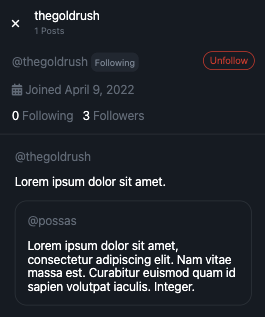 thegoldrush
1 Posts
@thegoldrush Following Unfollow
Joined April 9, 2022
0 Following 3 Followers
@thegoldrush
Lorem ipsum dolor sit amet.
@possas
Lorem ipsum dolor sit amet,
consectetur adipiscing elit. Nam vitae
massa est. Curabitur euismod quam id
sapien volutpat iaculis. Integer.